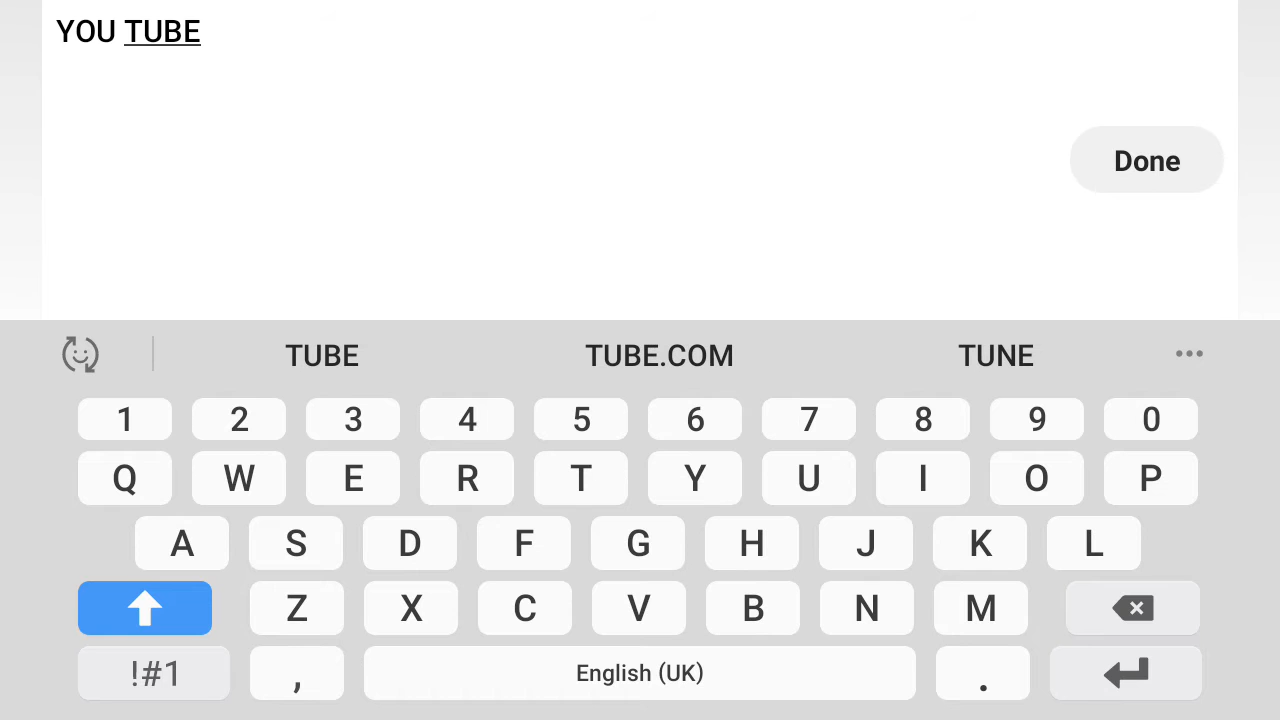 YOU TUBE
Done
TUBE TUBE.COM TUNE
1 2 3 4 5 6 7 8 9 0
Q W E R T Y U I O P
A S D F G H J K L
Z X C V B N M
!#1 , English (UK) .